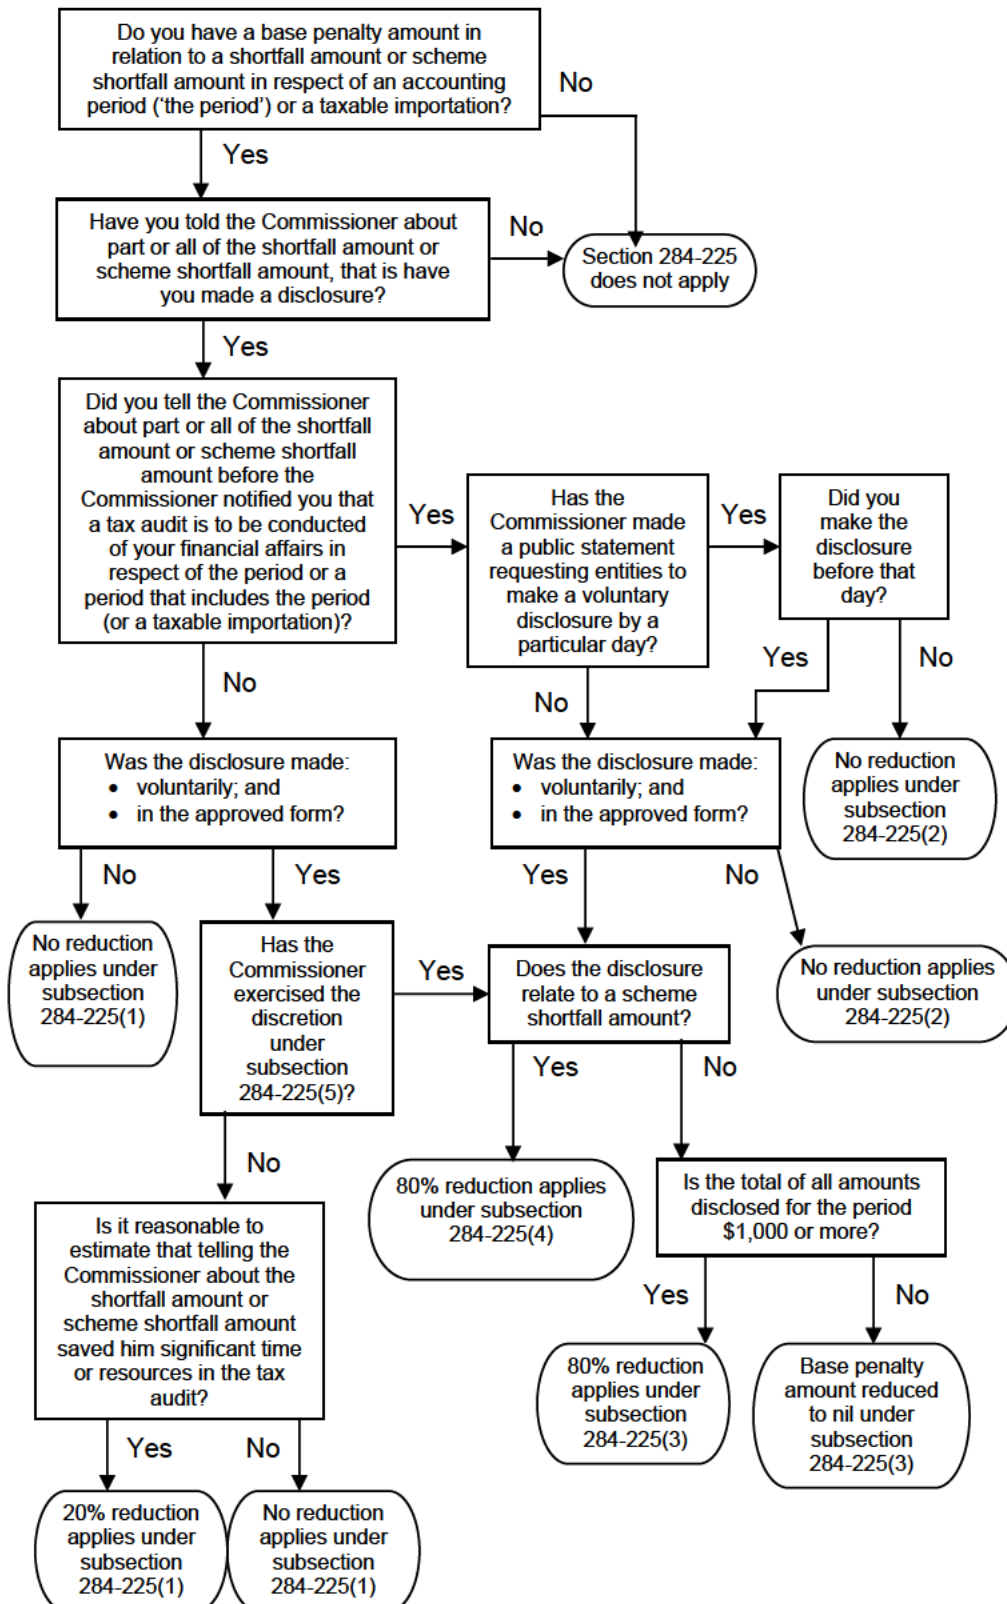 Do you have a base penalty amount in
relation to a shortfall amount or scheme
shortfall amount in respect of an accounting
period (‘the period’) or a taxable importation?
No
Yes
Have you told the Commissioner about
part or all of the shortfall amount or
scheme shortfall amount, that is have
you made a disclosure?
No
Section 284-225
does not apply
Yes
Did you tell the Commissioner
about part or all of the shortfall
amount or scheme shortfall
amount before the
Commissioner notified you that
a tax audit is to be conducted
of your financial affairs in
respect of the period or a
period that includes the period
(or a taxable importation)?
Yes
Has the
Commissioner made
a public statement
requesting entities to
make a voluntary
disclosure by a
particular day?
Yes
Did you
make the
disclosure
before that
day?
No
No
Yes
No
Was the disclosure made:
• voluntarily; and
• in the approved form?
Was the disclosure made:
• voluntarily; and
• in the approved form?
No reduction
applies under
subsection
284-225(2)
No
Yes
Yes
No
No reduction
applies under
subsection
284-225(1)
Has the
Commissioner
exercised the
discretion
under
subsection
284-225(5)?
Yes
Does the disclosure
relate to a scheme
shortfall amount?
No reduction applies
under subsection
284-225(2)
Yes
No
No
80% reduction applies
under subsection
284-225(4)
Is the total of all amounts
disclosed for the period
$1,000 or more?
Is it reasonable to
estimate that telling the
Commissioner about the
shortfall amount or
scheme shortfall amount
saved him significant time
or resources in the tax
audit?
Yes
No
80% reduction
applies under
subsection
284-225(3)
Base penalty
amount reduced
to nil under
subsection
284-225(3)
Yes
No
20% reduction
applies under
subsection
284-225(1)
No reduction
applies under
subsection
284-225(1)